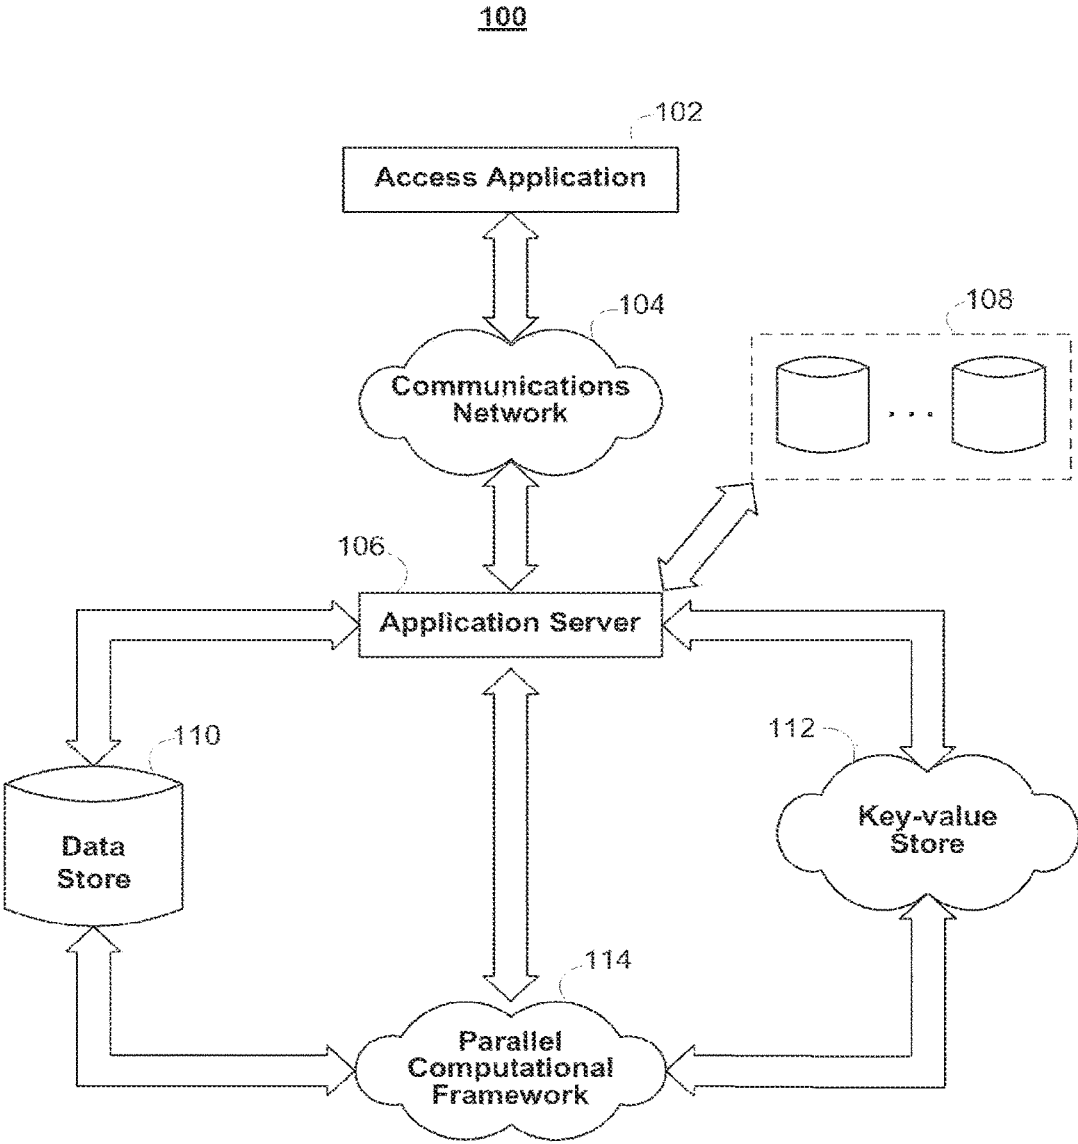 100
102
Access Application
104
108
Communications
Network
. . .
106
Application Server
110
112
Data
Store
Key-value
Store
114
Parallel
Computational
Framework